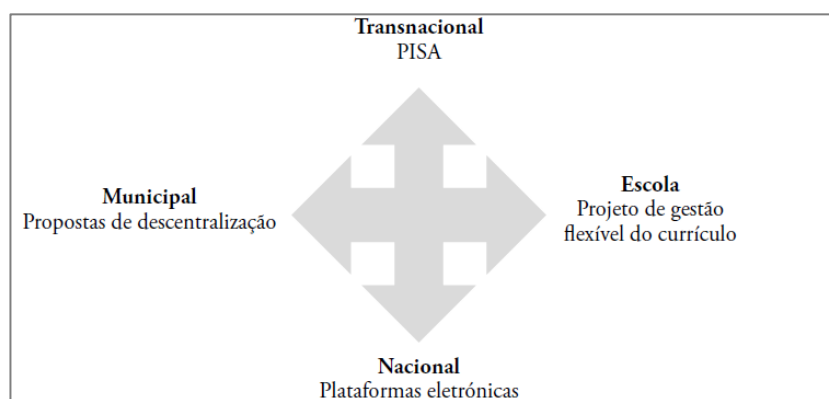 Transnacional
PISA
Municipal
Propostas de descentralização
Escola
Projeto de gestão
flexível do currículo
Nacional
Plataformas eletrónicas